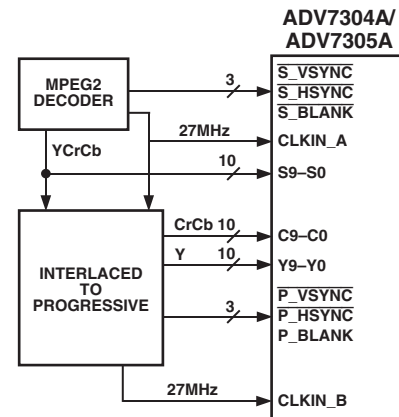 ADV7304A/
ADV7305A
MPEG2
DECODER
3
S_VSYNC
S_HSYNC
S_BLANK
27MHz
CLKIN_A
YCrCb
10
S9–S0
CrCb 10
C9–C0
Y 10
Y9–Y0
INTERLACED
TO
PROGRESSIVE
3
P_VSYNC
P_HSYNC
P_BLANK
27MHz
CLKIN_B